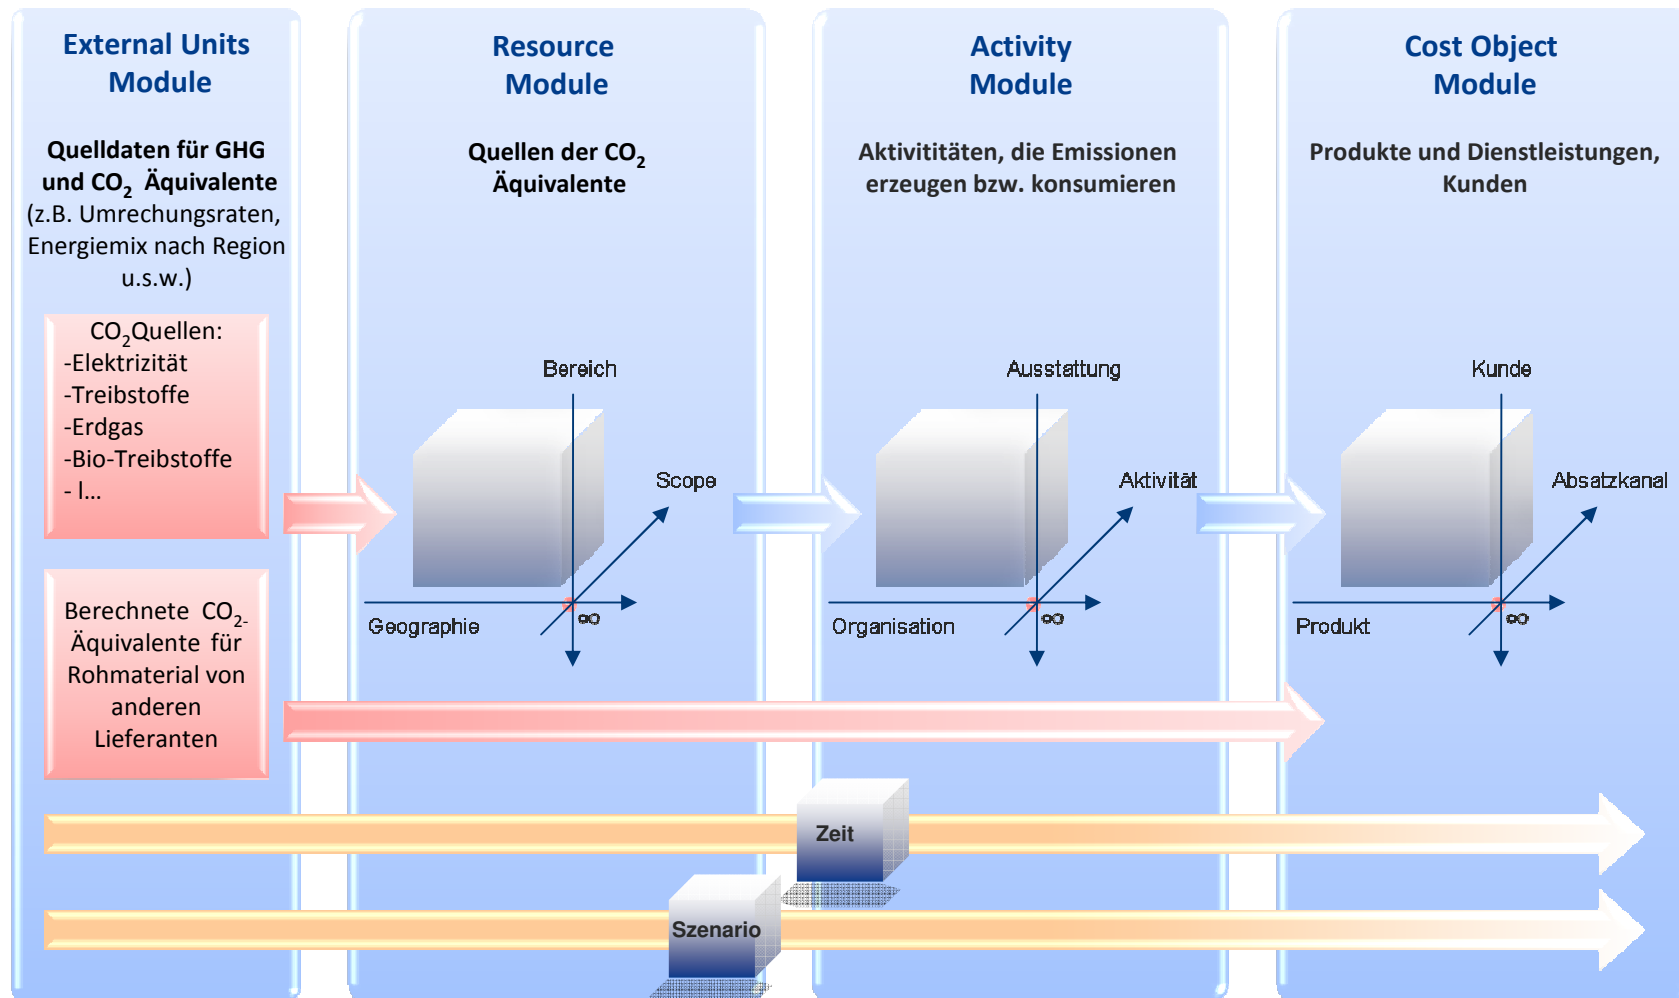 External Units
Module
Quelldaten für GHG
und CO2 Äquivalente
(z.B. Umrechungsraten,
Energiemix nach Region
u.s.w.)
CO2Quellen:
-Elektrizität
-Treibstoffe
-Erdgas
-Bio-Treibstoffe
- l...
Berechnete CO2-
Äquivalente für
Rohmaterial von
anderen
Lieferanten
Resource
Module
Quellen der CO2
Äquivalente
Bereich
Scope
Geographie
∞
Activity
Module
Aktivititäten, die Emissionen
erzeugen bzw. konsumieren
Ausstattung
Aktivität
Organisation
∞
Cost Object
Module
Produkte und Dienstleistungen,
Kunden
Kunde
Absatzkanal
Produkt
∞
Zeit
Szenario